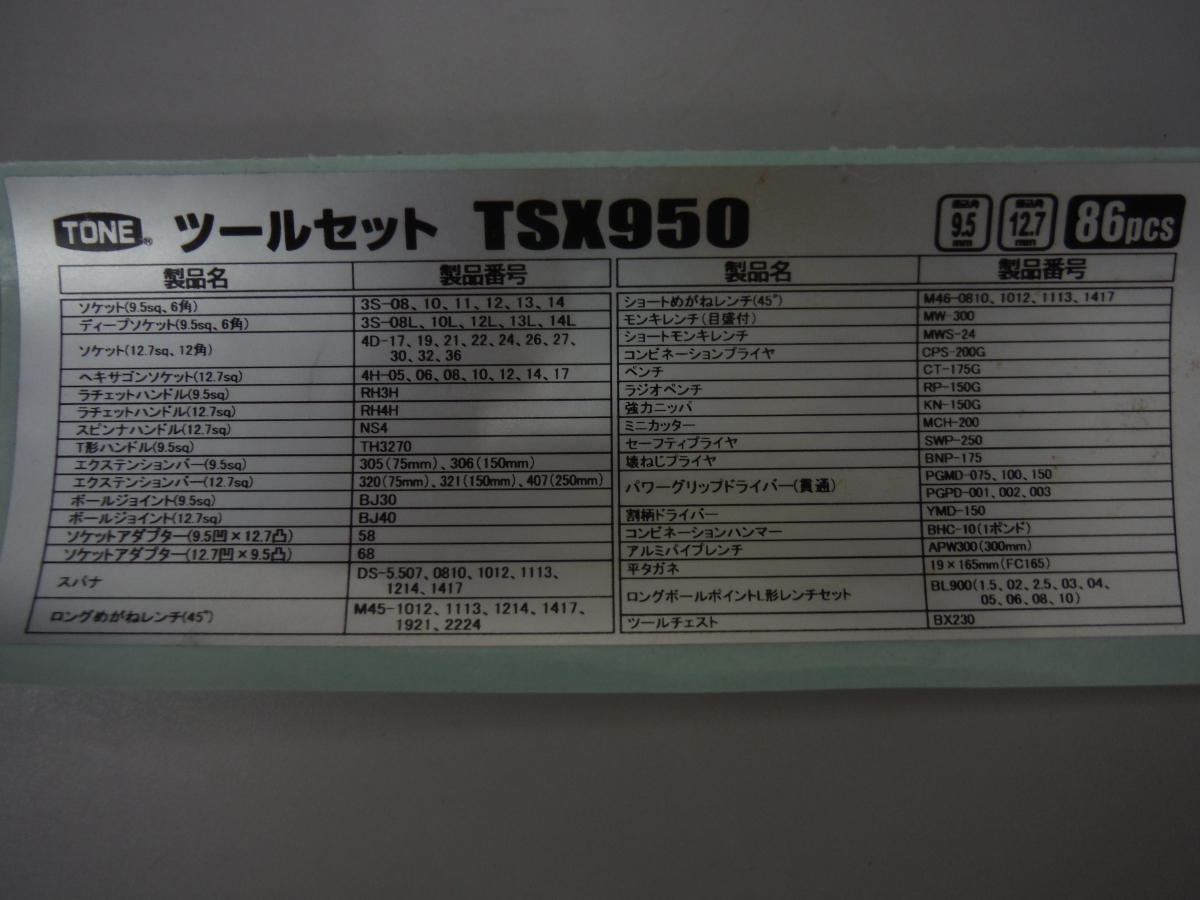 TONE® ツールセット TSX950 差込角 9.5 mm 差込角 12.7 mm 86pcs
製品名 製品番号
ソケット(9.5sq、6角) 3S-08、10、11、12、13、14
ディープソケット(9.5sq、6角) 3S-08L、10L、12L、13L、14L
ソケット(12.7sq、12角) 4D-17、19、21、22、24、26、27、
30、32、36
ヘキサゴンソケット(12.7sq) 4H-05、06、08、10、12、14、17
ラチェットハンドル(9.5sq) RH3H
ラチェットハンドル(12.7sq) RH4H
スピンナハンドル(12.7sq) NS4
T形ハンドル(9.5sq) TH3270
エクステンションバー(9.5sq) 305(75mm)、306(150mm)
エクステンションバー(12.7sq) 320(75mm)、321(150mm)、407(250mm)
ボールジョイント(9.5sq) BJ30
ボールジョイント(12.7sq) BJ40
ソケットアダプター(9.5凹×12.7凸) 58
ソケットアダプター(12.7凹×9.5凸) 68
スパナ DS-5.507、0810、1012、1113、
1214、1417
ロングめがねレンチ(45°) M45-1012、1113、1214、1417、
1921、2224
製品名 製品番号
ショートめがねレンチ(45°) M46-0810、1012、1113、1417
モンキレンチ(目盛付) MW-300
ショートモンキレンチ MWS-24
コンビネーションプライヤ CPS-200G
ペンチ CT-175G
ラジオペンチ RP-150G
強力ニッパ KN-150G
ミニカッター MCH-200
セーフティプライヤ SWP-250
壊ねじプライヤ BNP-175
パワーグリップドライバー(貫通) PGMD-075、100、150
PGPD-001、002、003
割柄ドライバー YMD-150
コンビネーションハンマー BHC-10(1ポンド)
アルミパイプレンチ APW300(300mm)
平タガネ 19×165mm(FC165)
ロングボールポイントL形レンチセット BL900(1.5、02、2.5、03、04、
05、06、08、10)
ツールチェスト BX230